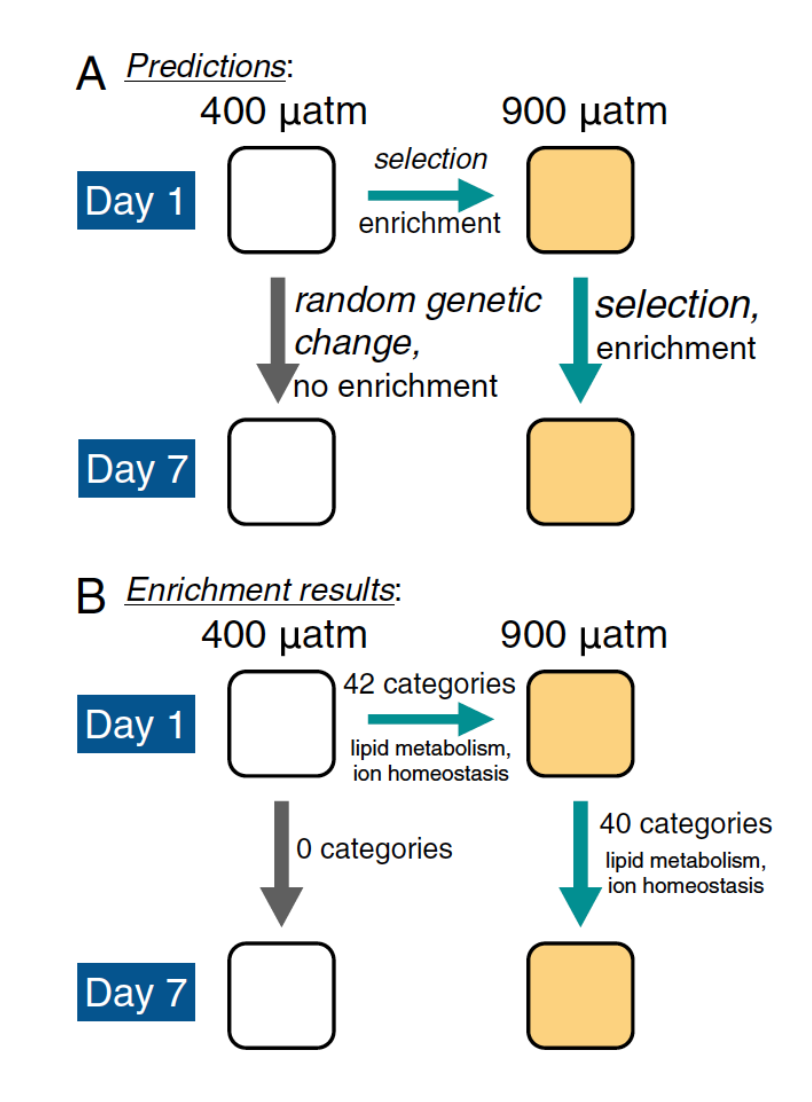 A Predictions:
400 µatm 900 µatm
Day 1
selection
enrichment
random genetic
change,
no enrichment
selection,
enrichment
Day 7
B Enrichment results:
400 µatm 900 µatm
Day 1
42 categories
lipid metabolism,
ion homeostasis
0 categories
40 categories
lipid metabolism,
ion homeostasis
Day 7